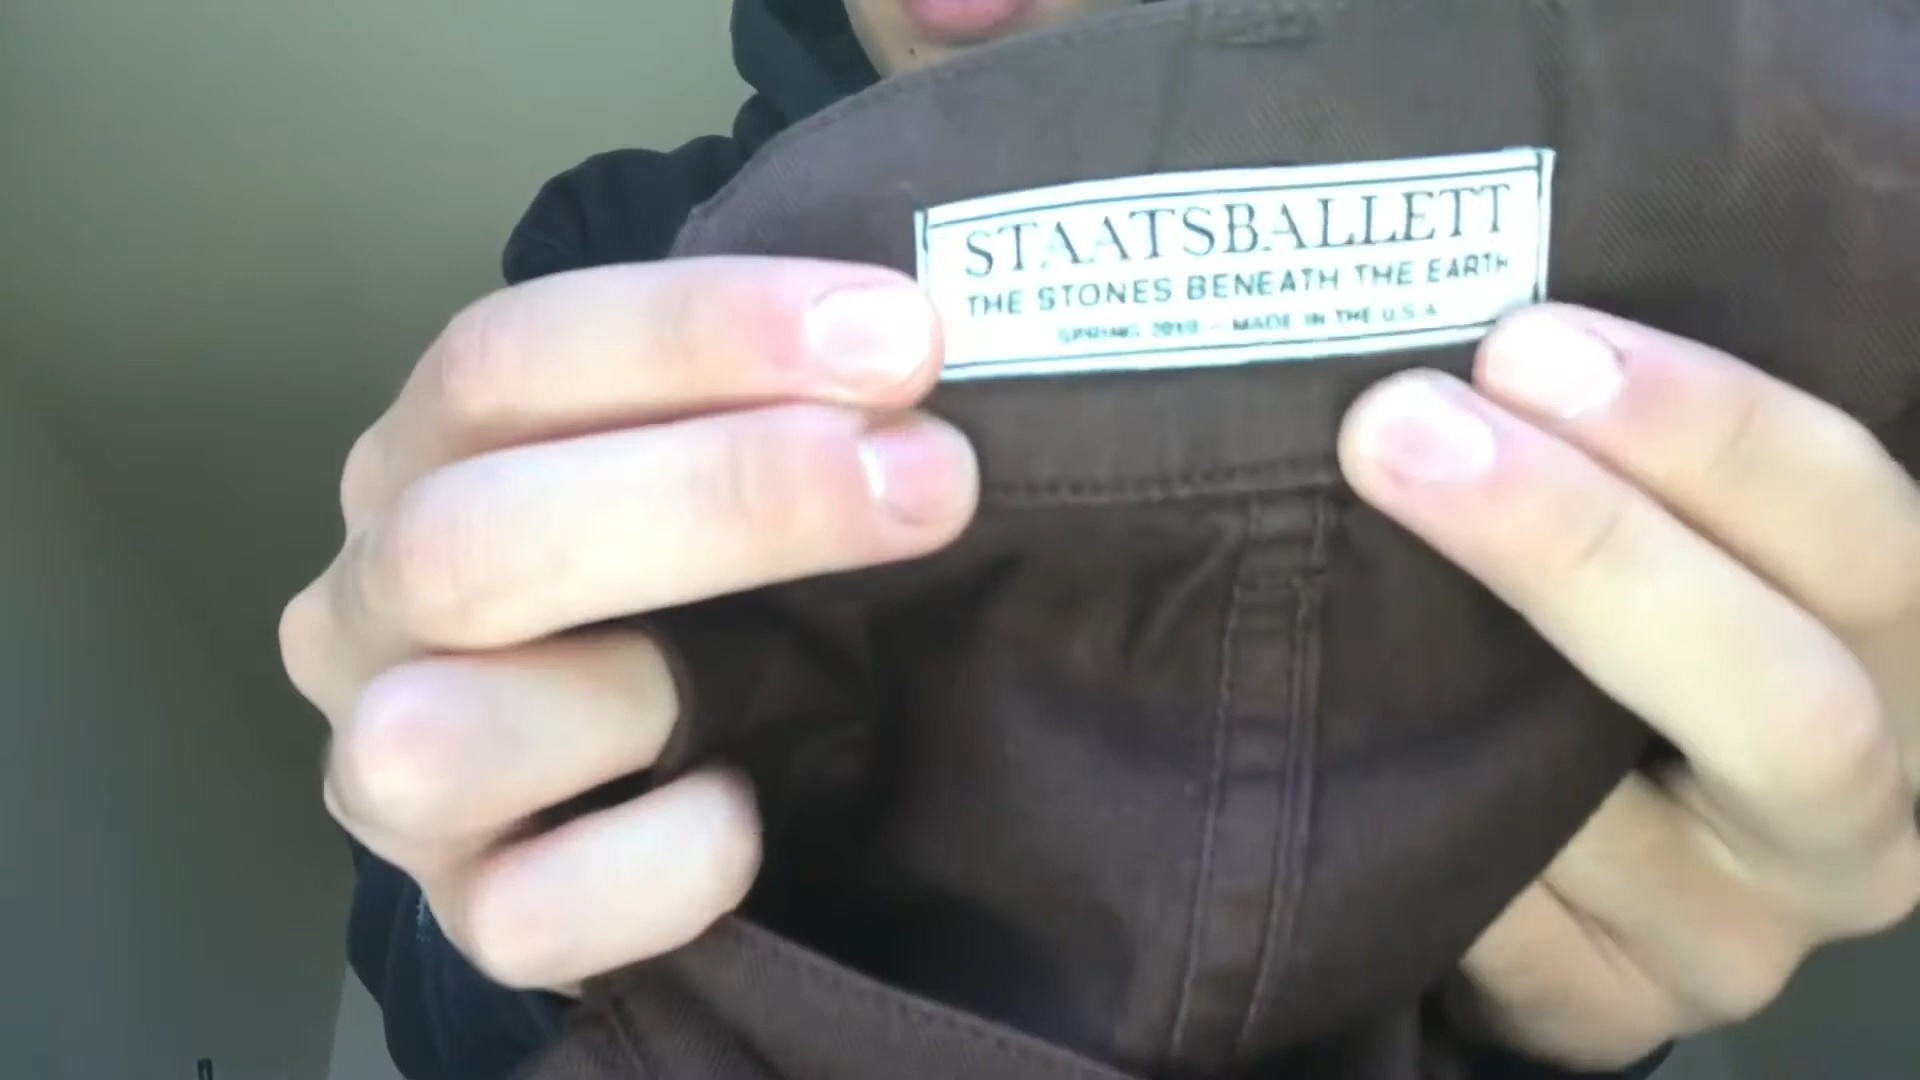 STAATSBALLETT
THE STONES BENEATH THE EARTH
SPRING 2019 — MADE IN THE U.S.A